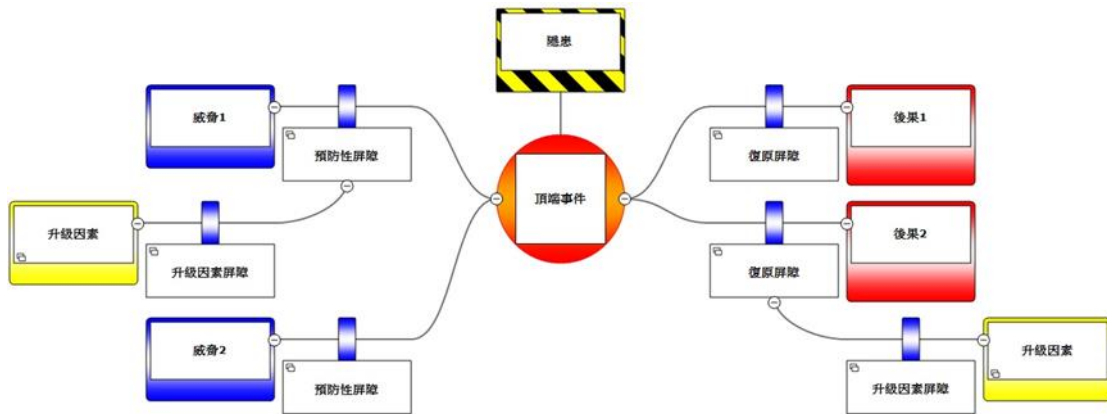 隱患
威脅1
預防性屏障
升級因素
升級因素屏障
威脅2
預防性屏障
頂端事件
後果1
復原屏障
後果2
復原屏障
升級因素
升級因素屏障